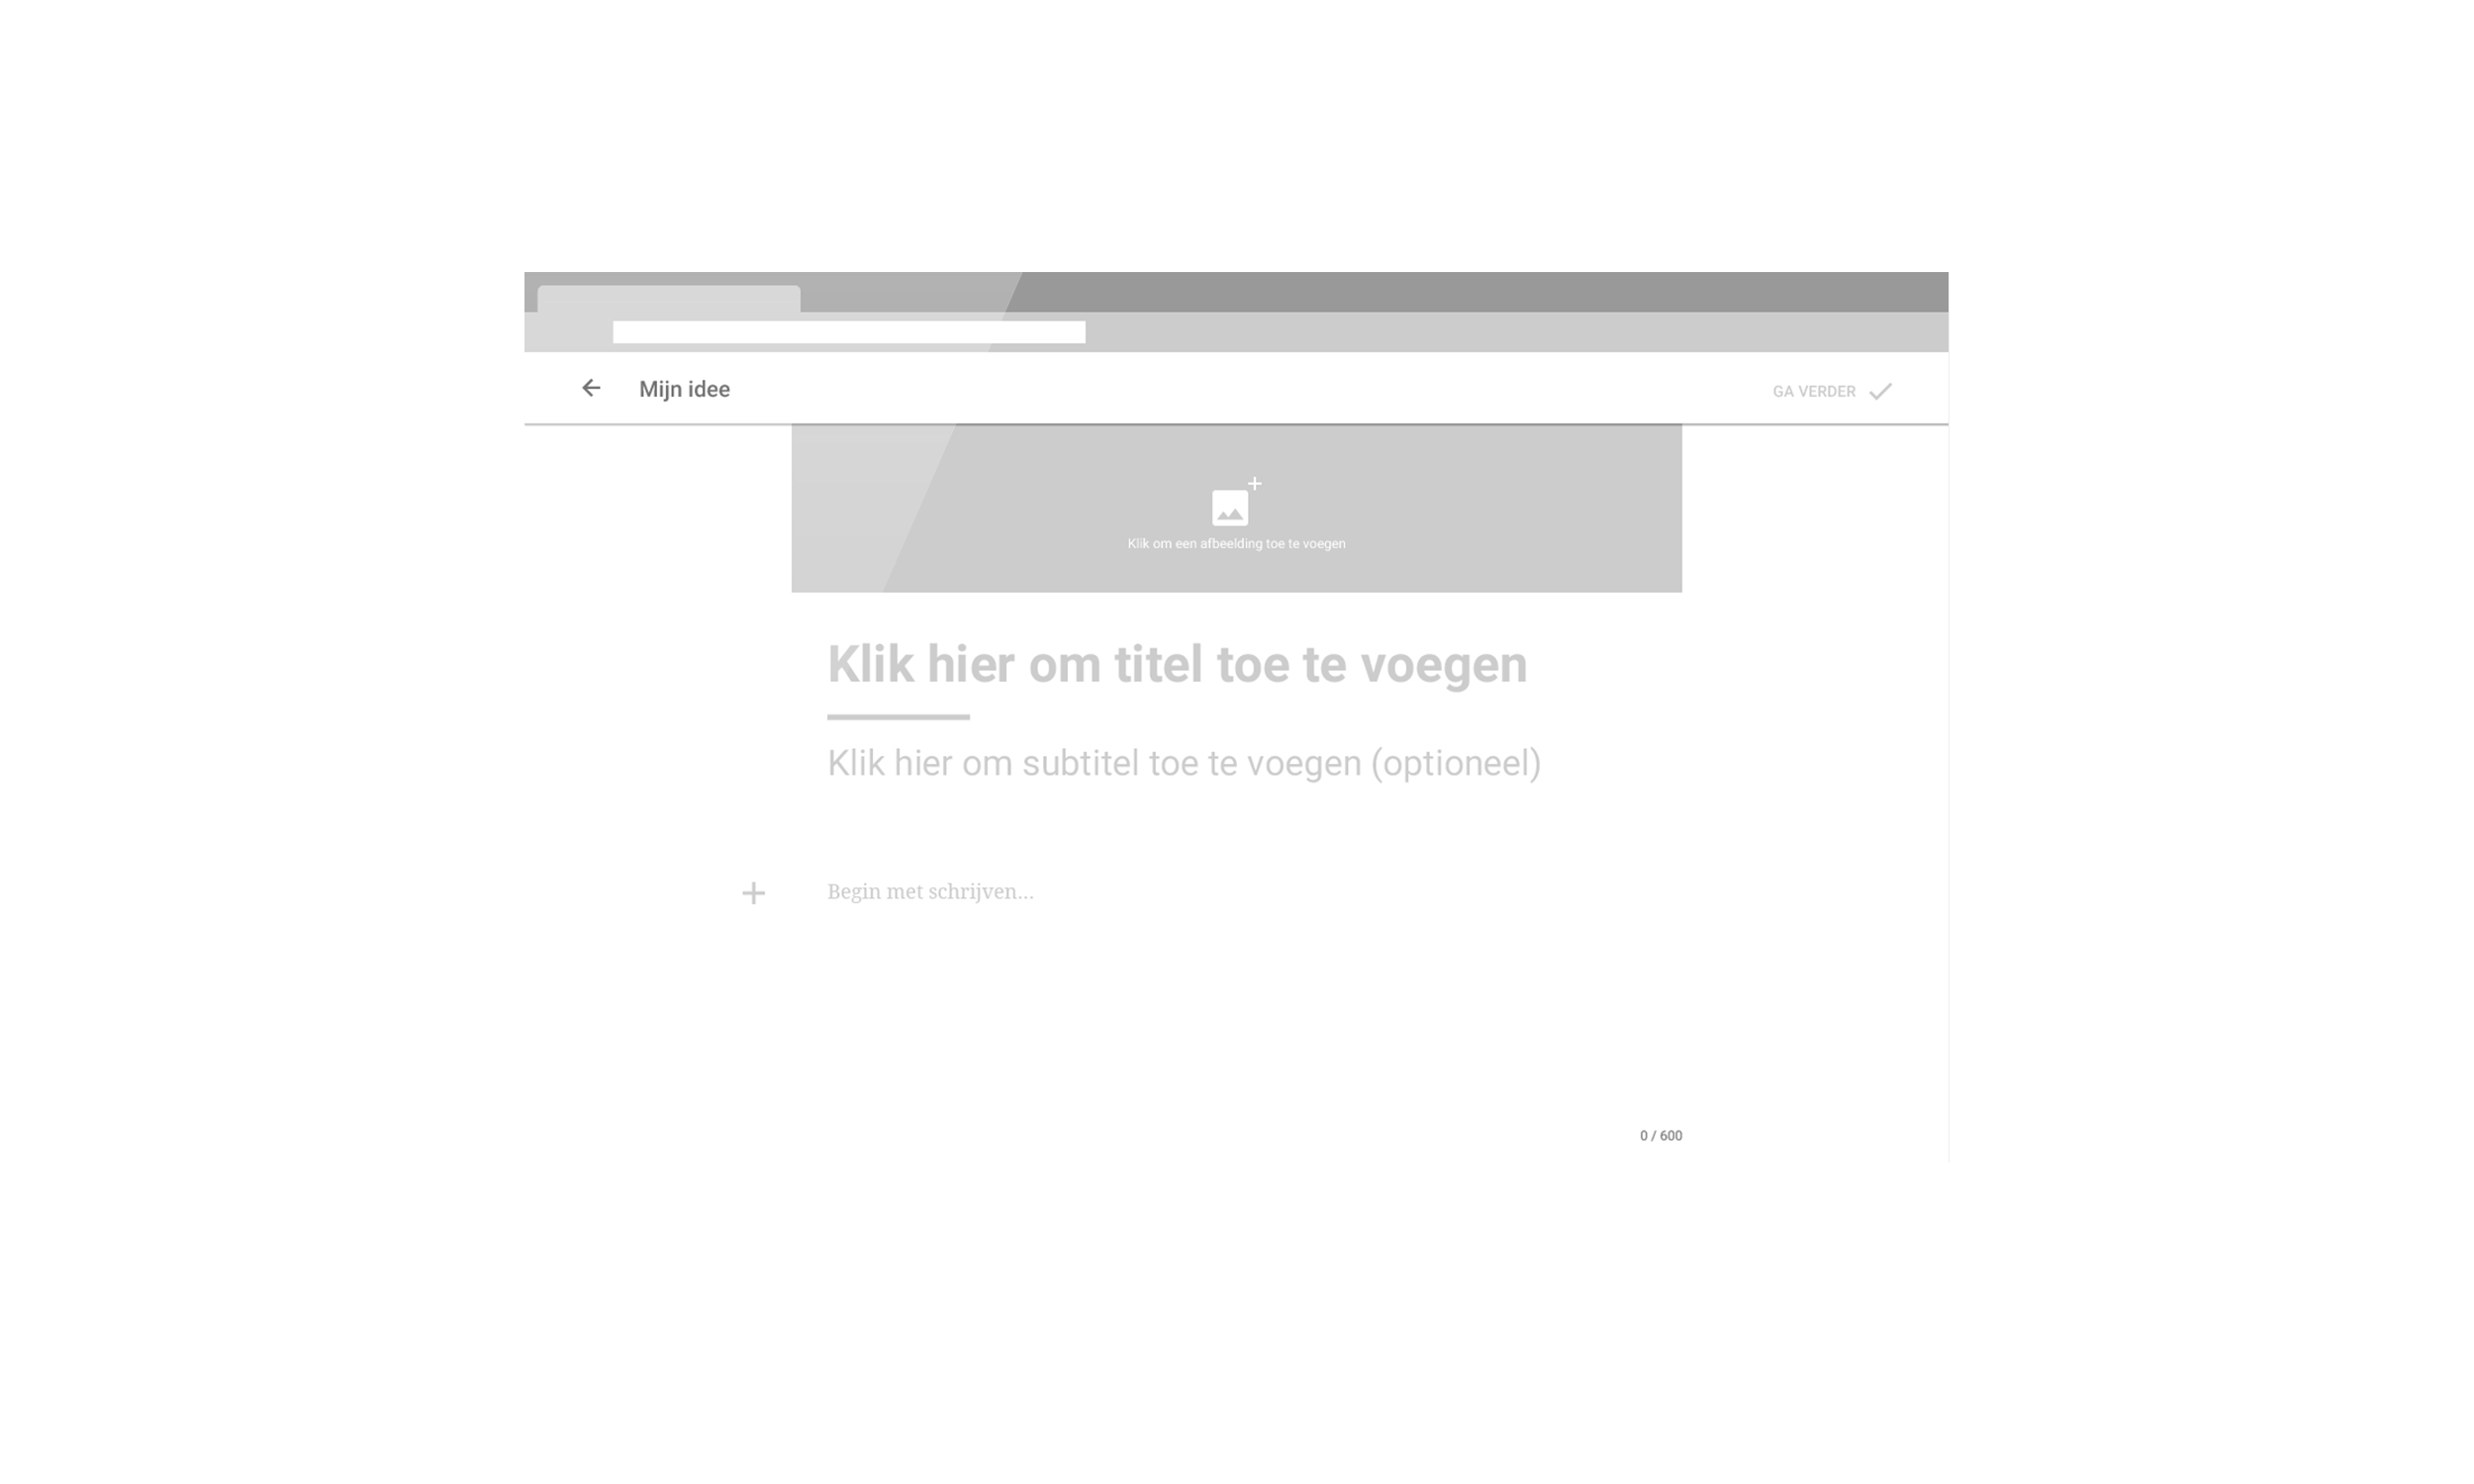 Mijn idee
GA VERDER
Klik om een afbeelding toe te voegen
Klik hier om titel toe te voegen
Klik hier om subtitel toe te voegen (optioneel)
Begin met schrijven...
0 / 600